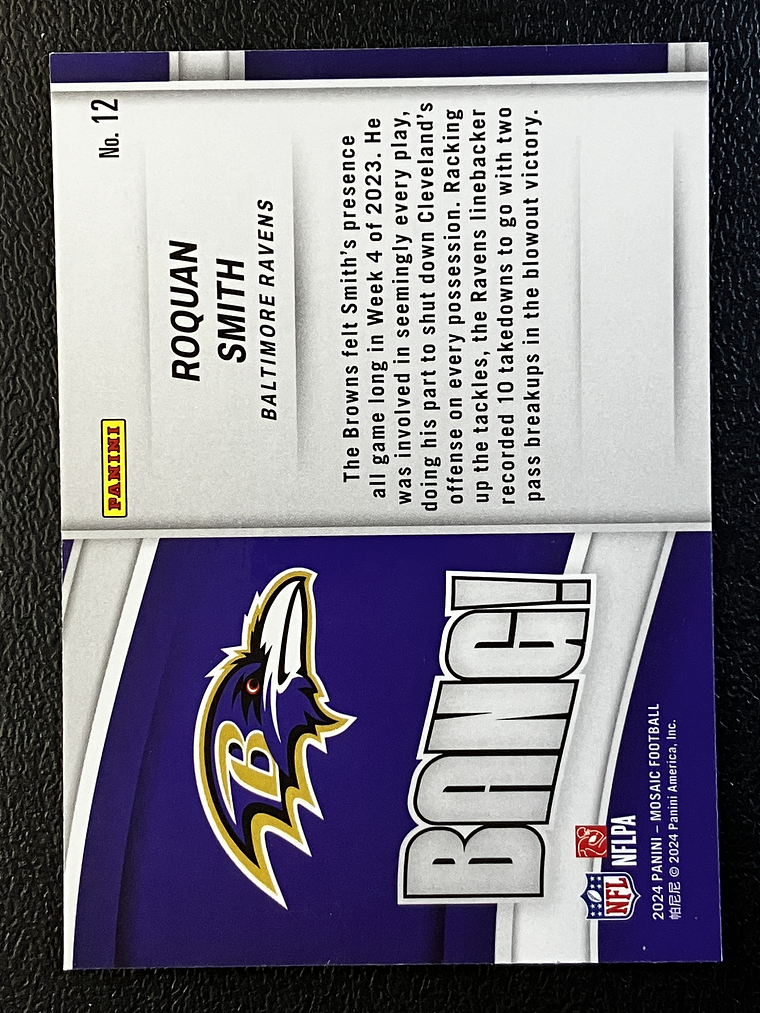 PANINI
No. 12
ROQUAN
SMITH
BALTIMORE RAVENS
The Browns felt Smith's presence
all game long in Week 4 of 2023. He
was involved in seemingly every play,
doing his part to shut down Cleveland's
offense on every possession. Racking
up the tackles, the Ravens linebacker
recorded 10 takedowns to go with two
pass breakups in the blowout victory.
B
BANG!
NFL
NFLPA
2024 PANINI – MOSAIC FOOTBALL
帕尼尼 © 2024 Panini America, Inc.